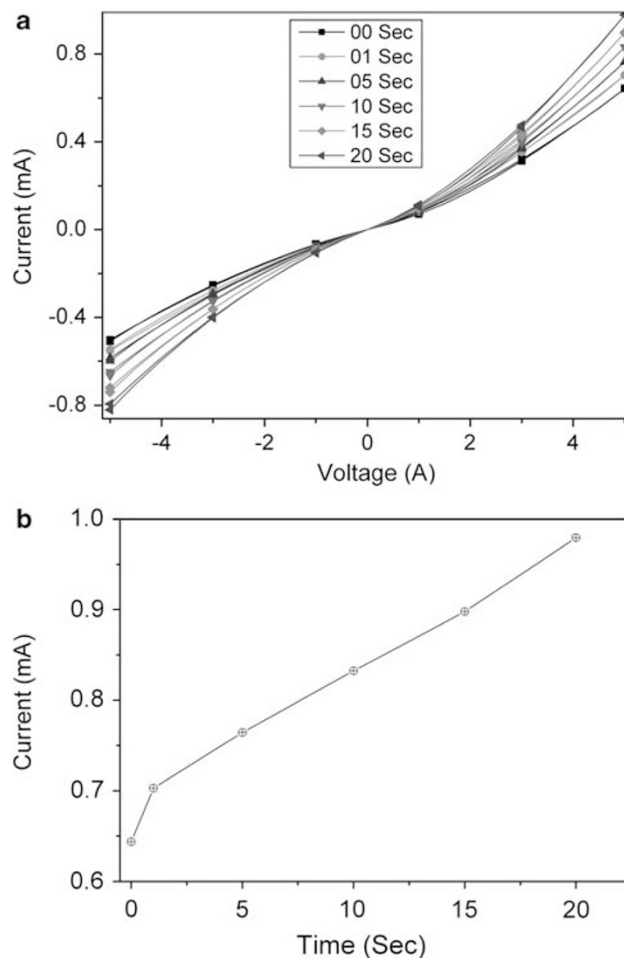 a
0.8
0.4
0.0
-0.4
-0.8
Current (mA)
00 Sec
01 Sec
05 Sec
10 Sec
15 Sec
20 Sec
-4
-2
0
2
4
Voltage (A)
b
1.0
0.9
0.8
0.7
0.6
Current (mA)
0
5
10
15
20
Time (Sec)